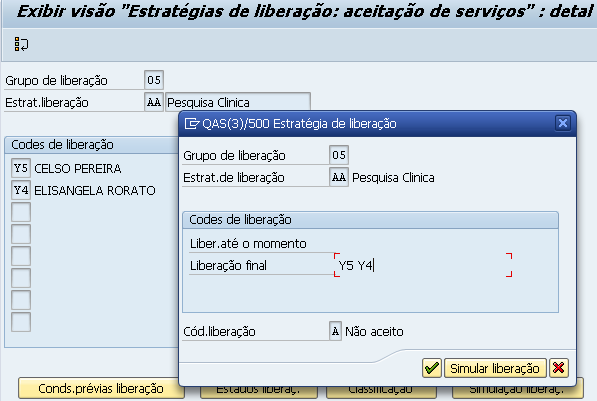 Exibir visão "Estratégias de liberação: aceitação de serviços" : detal
Grupo de liberação 05
Estrat.liberação AA Pesquisa Clinica
Codes de liberação
Y5 CELSO PEREIRA
Y4 ELISANGELA RORATO
QAS(3)/500 Estratégia de liberação
Grupo de liberação 05
Estrat.de liberação AA Pesquisa Clinica
Codes de liberação
Liber.até o momento
Liberação final Y5 Y4
Cód.liberação A Não aceito
Simular liberação
Conds.prévias liberação Estados liberaç. Classificação Simulação liberaç.